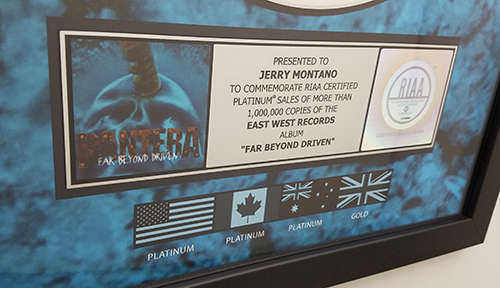 PANTERA
FAR BEYOND DRIVEN
PRESENTED TO
JERRY MONTANO
TO COMMEMORATE RIAA CERTIFIED
PLATINUM® SALES OF MORE THAN
1,000,000 COPIES OF THE
EAST WEST RECORDS
ALBUM
"FAR BEYOND DRIVEN"
RIAA
PLATINUM
PLATINUM
PLATINUM
GOLD